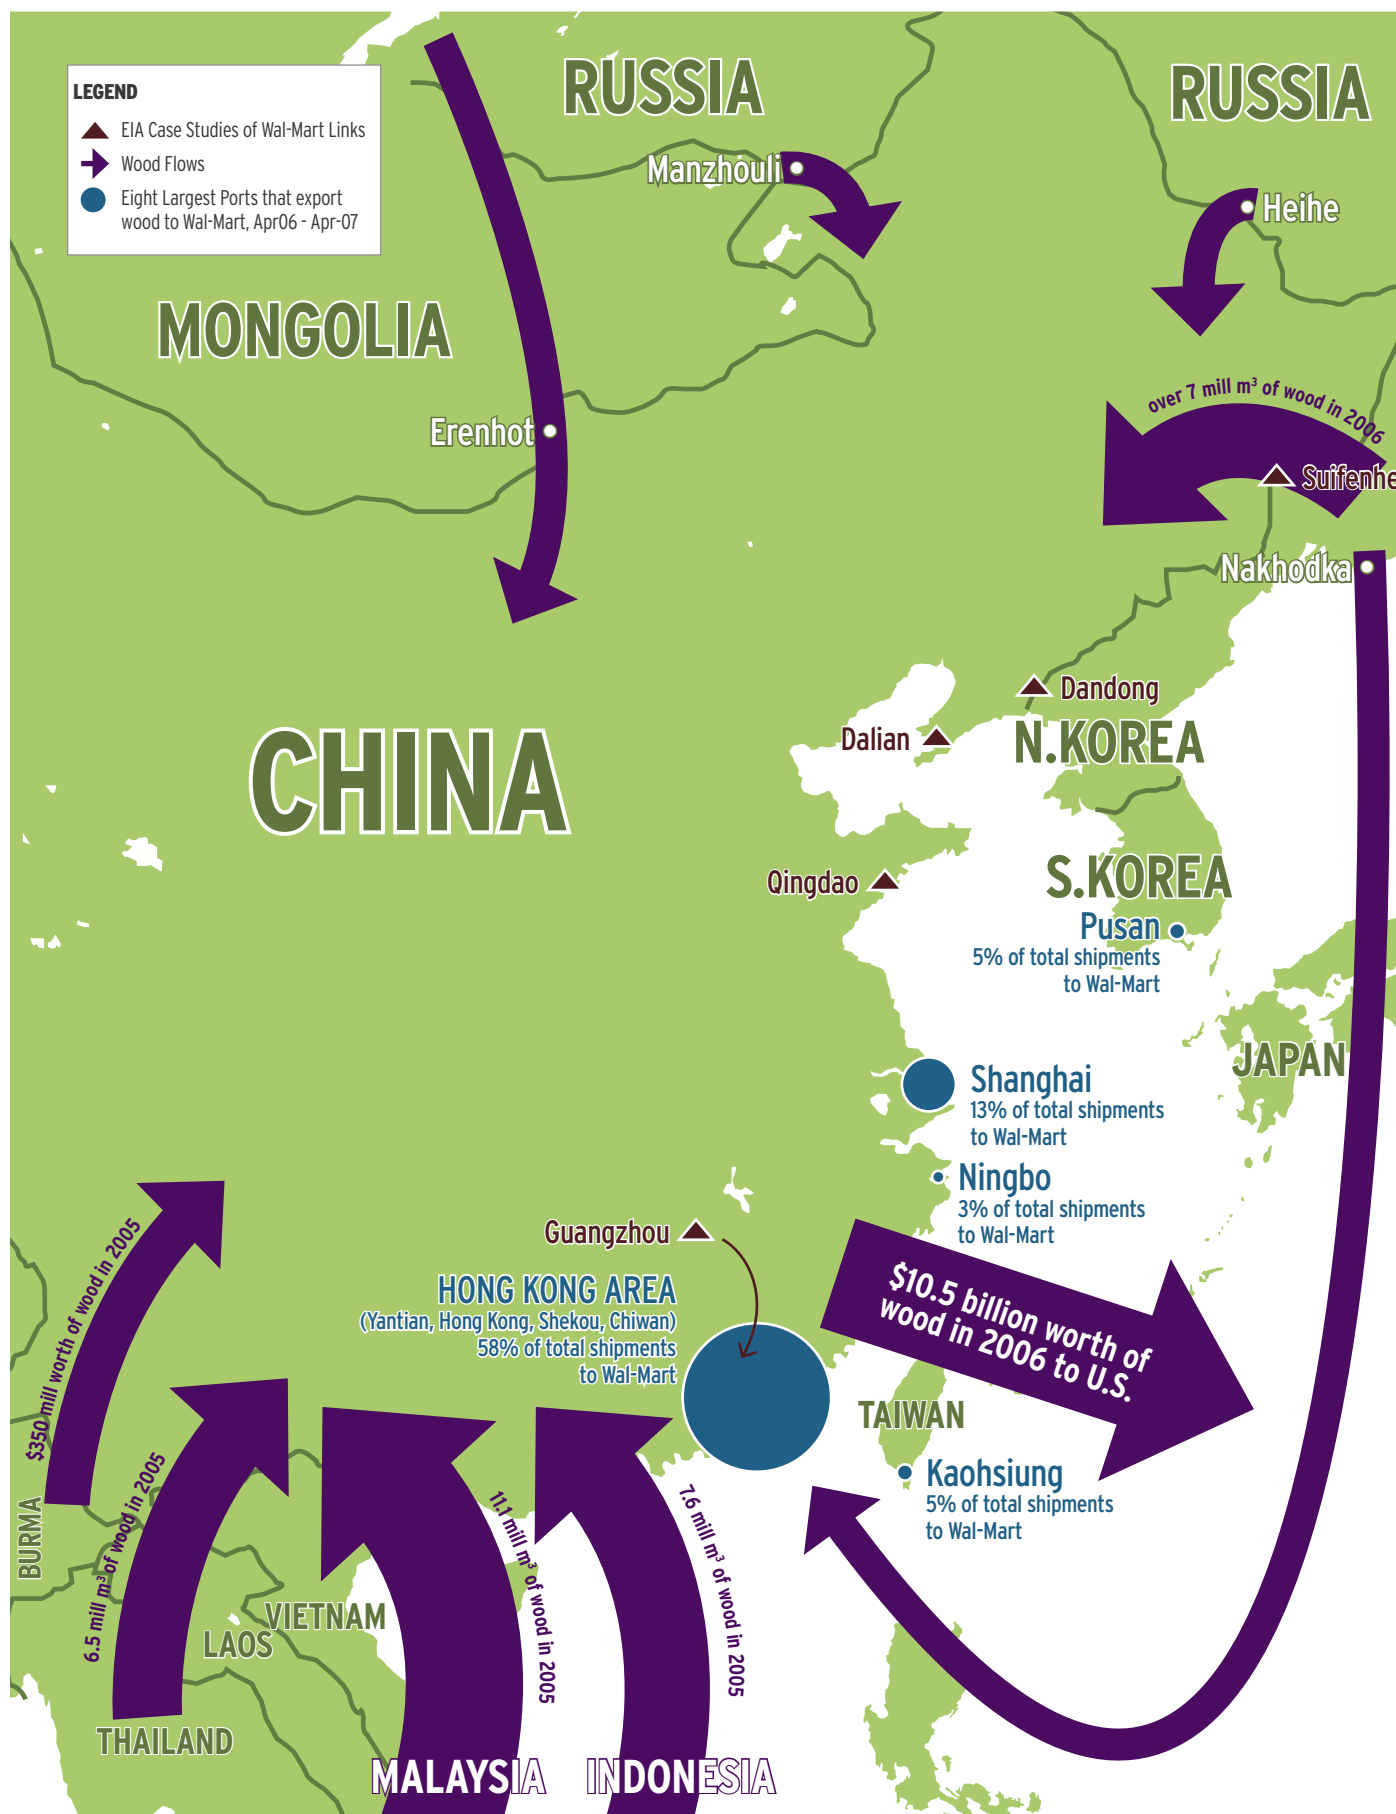 LEGEND
EIA Case Studies of Wal-Mart Links
Wood Flows
Eight Largest Ports that export
wood to Wal-Mart, Apr06 - Apr-07
RUSSIA
RUSSIA
Manzhouli
Heihe
MONGOLIA
Erenhot
over 7 mill m³ of wood in 2006
Suifenhe
Nakhodka
Dandong
Dalian
N.KOREA
CHINA
Qingdao
S.KOREA
Pusan
5% of total shipments
to Wal-Mart
JAPAN
Shanghai
13% of total shipments
to Wal-Mart
Ningbo
3% of total shipments
to Wal-Mart
Guangzhou
HONG KONG AREA
(Yantian, Hong Kong, Shekou, Chiwan)
58% of total shipments
to Wal-Mart
$10.5 billion worth of
wood in 2006 to U.S.
TAIWAN
Kaohsiung
5% of total shipments
to Wal-Mart
$350 mill worth of wood in 2005
BURMA
6.5 mill m³ of wood in 2005
11.1 mill m³ of wood in 2005
7.6 mill m³ of wood in 2005
VIETNAM
LAOS
THAILAND
MALAYSIA
INDONESIA